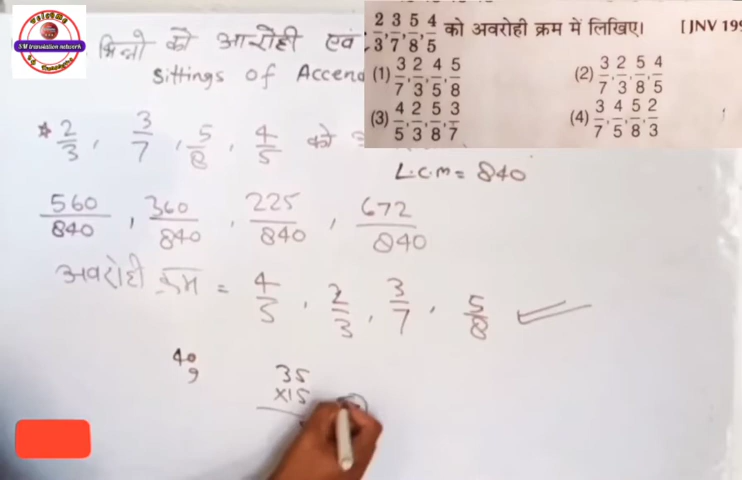 3M translation network
भिन्नो को आरोही एवं
Sittings of Accend
2/3, 3/7, 5/8, 4/5 को अवरोही क्रम में लिखिए। [JNV 199
(1) 3/7, 2/3, 4/5, 5/8 (2) 3/7, 2/3, 5/8, 4/5
(3) 4/5, 2/3, 5/8, 3/7 (4) 3/7, 4/5, 5/8, 2/3
* 2/3, 3/7, 5/8, 4/5 को
L.C.M = 840
560/840, 360/840, 225/840, 672/840
अवरोही क्रम = 4/5, 2/3, 3/7, 5/8
40
9
35
×15